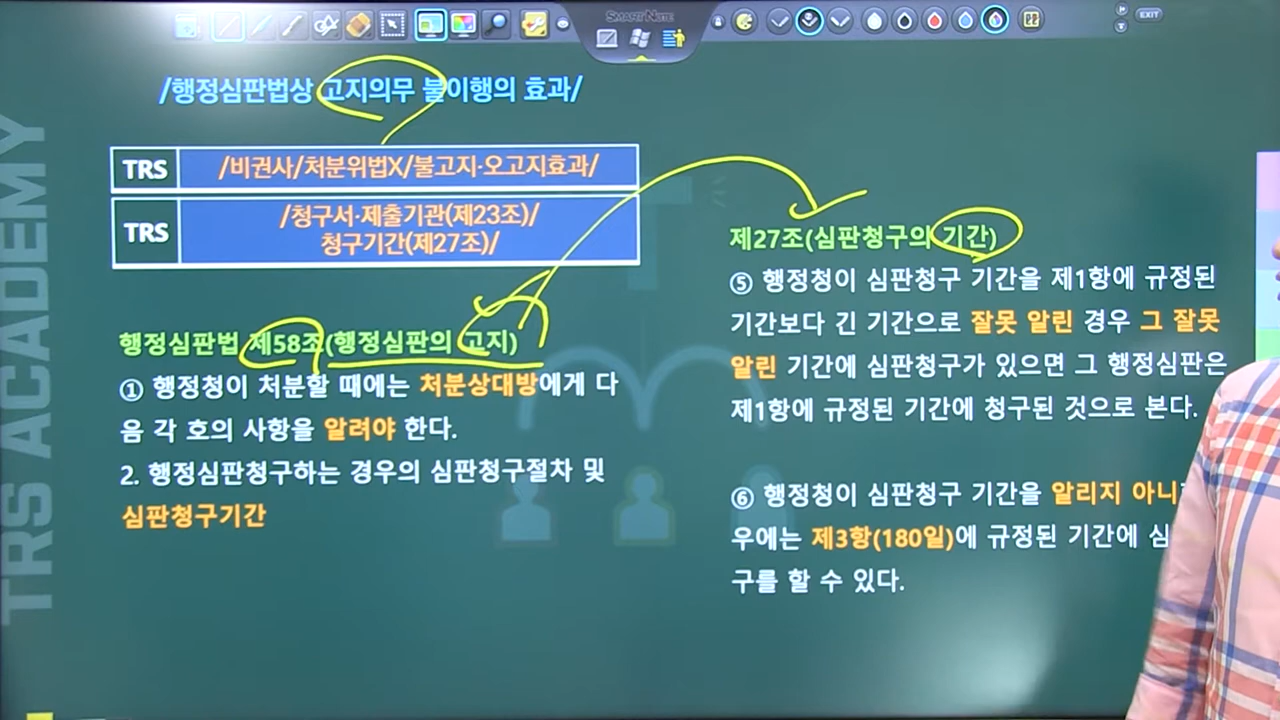 SMARTNOTE
EXIT
/행정심판법상 고지의무 불이행의 효과/
TRS /비권사/처분위법X/불고지·오고지효과/
TRS /청구서·제출기관(제23조)/
청구기간(제27조)/
행정심판법 제58조(행정심판의 고지)
① 행정청이 처분할 때에는 처분상대방에게 다
음 각 호의 사항을 알려야 한다.
2. 행정심판청구하는 경우의 심판청구절차 및
심판청구기간
제27조(심판청구의 기간)
⑤ 행정청이 심판청구 기간을 제1항에 규정된
기간보다 긴 기간으로 잘못 알린 경우 그 잘못
알린 기간에 심판청구가 있으면 그 행정심판은
제1항에 규정된 기간에 청구된 것으로 본다.
⑥ 행정청이 심판청구 기간을 알리지 아니
우에는 제3항(180일)에 규정된 기간에 심
구를 할 수 있다.
TRS ACADEMY